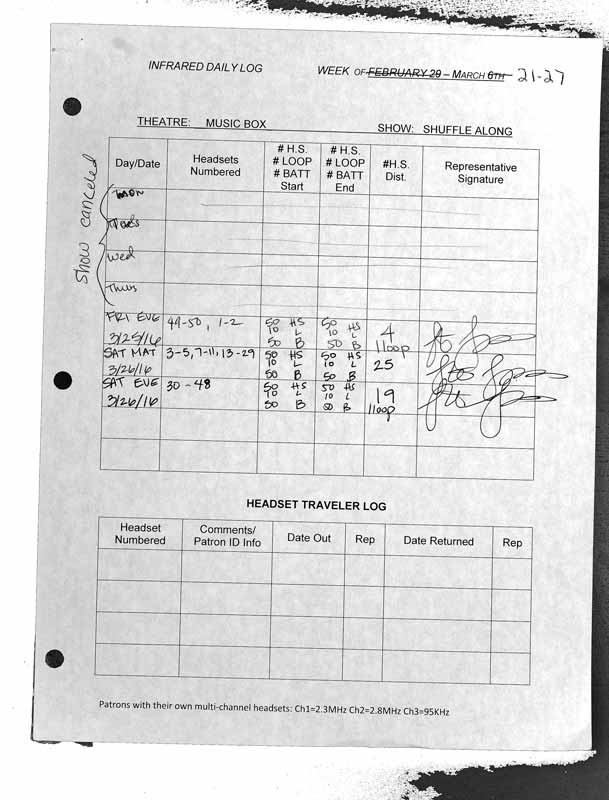 INFRARED DAILY LOG WEEK OF FEBRUARY 29 – MARCH 6TH 21-27
THEATRE: MUSIC BOX SHOW: SHUFFLE ALONG
Day/Date Headsets Numbered # H.S. # LOOP # BATT Start # H.S. # LOOP # BATT End #H.S. Dist. Representative Signature
show canceled
Mon
Tues
Wed
Thurs
FRI EVE 3/25/16 49-50, 1-2 50 HS 10 L 50 B 50 HS 10 L 50 B 4 1 loop
SAT MAT 3/26/16 3-5, 7-11, 13-29 50 HS 10 L 50 B 50 HS 10 L 50 B 25
SAT EVE 3/26/16 30-48 50 HS 10 L 50 B 50 HS 10 L 50 B 19 1 loop
HEADSET TRAVELER LOG
Headset Numbered Comments/ Patron ID Info Date Out Rep Date Returned Rep
Patrons with their own multi-channel headsets: Ch1=2.3MHz Ch2=2.8MHz Ch3=95KHz